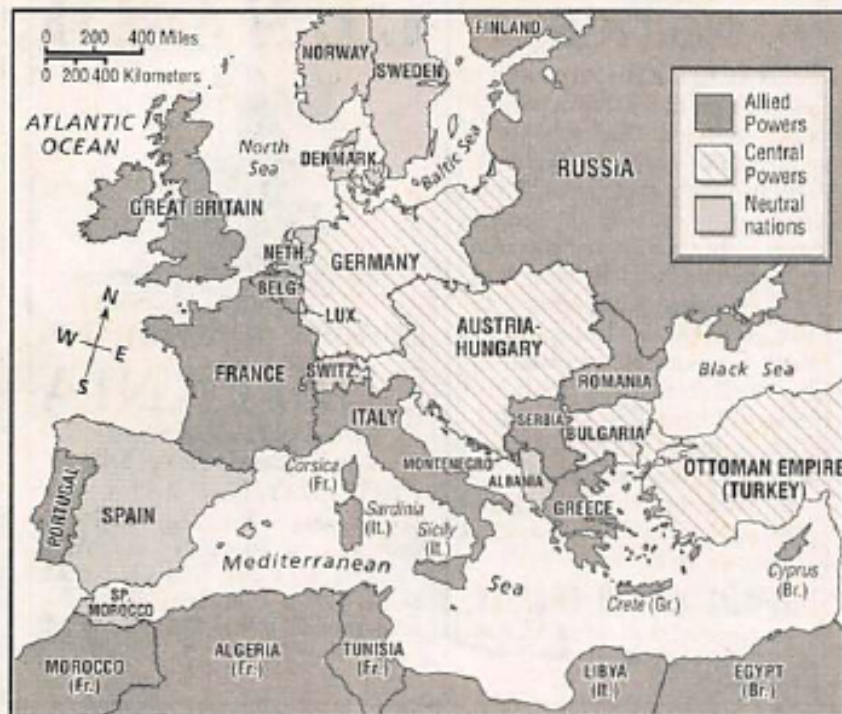 0 200 400 Miles
0 200 400 Kilometers
ATLANTIC
OCEAN
North
Sea
NORWAY
SWEDEN
FINLAND
DENMARK
Baltic Sea
RUSSIA
Allied
Powers
Central
Powers
Neutral
nations
GREAT BRITAIN
NETH.
BELG.
LUX.
GERMANY
N
W
E
S
FRANCE
SWITZ.
AUSTRIA-
HUNGARY
ITALY
ROMANIA
Black Sea
SERBIA
BULGARIA
MONTENEGRO
ALBANIA
GREECE
OTTOMAN EMPIRE
(TURKEY)
PORTUGAL
SPAIN
Corsica
(Fr.)
Sardinia
(It.)
Sicily
(It.)
Mediterranean
Sea
Crete (Gr.)
Cyprus
(Br.)
SP.
MOROCCO
MOROCCO
(Fr.)
ALGERIA
(Fr.)
TUNISIA
(Fr.)
LIBYA
(It.)
EGYPT
(Br.)